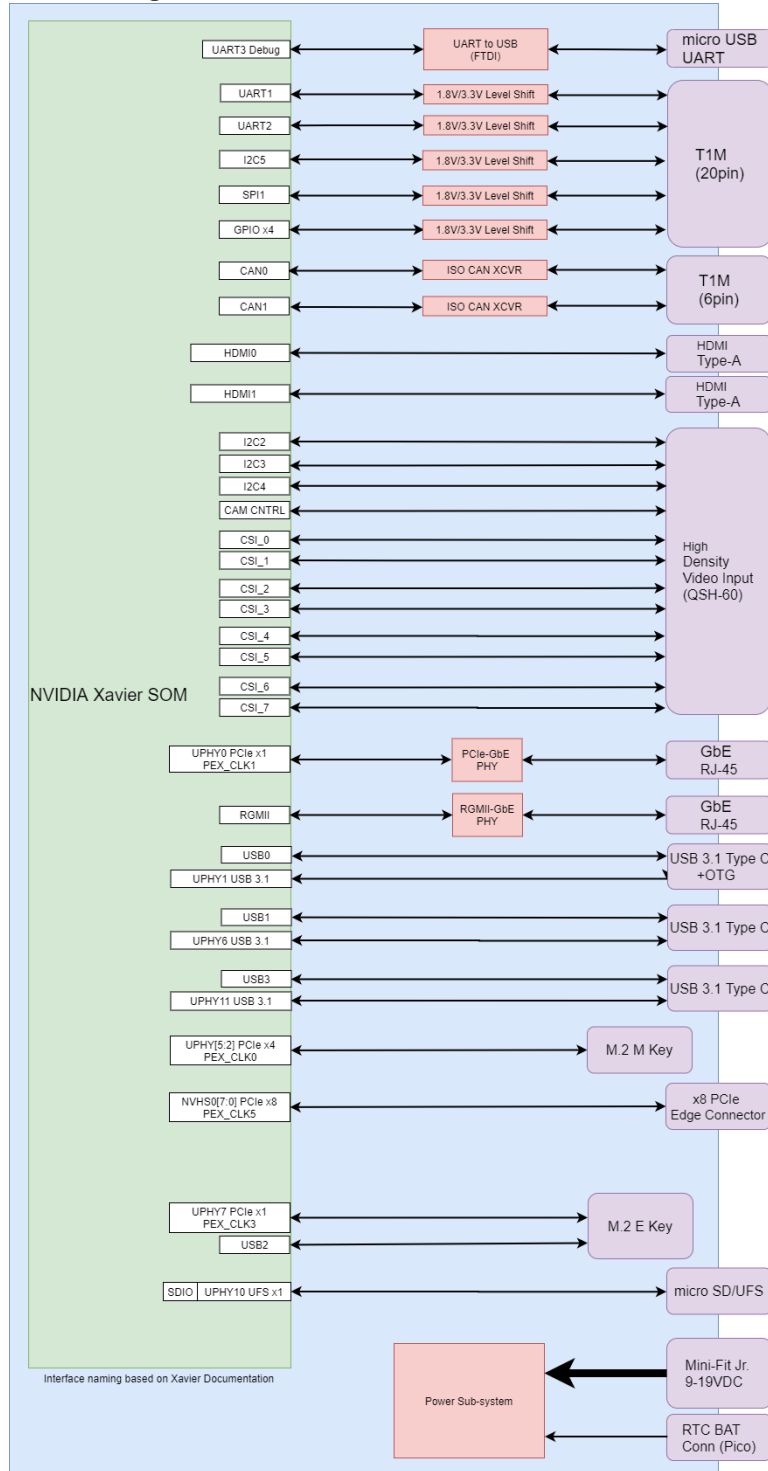 UART3 Debug
UART to USB
(FTDI)
micro USB
UART
UART1
1.8V/3.3V Level Shift
UART2
1.8V/3.3V Level Shift
I2C5
1.8V/3.3V Level Shift
SPI1
1.8V/3.3V Level Shift
GPIO x4
1.8V/3.3V Level Shift
T1M
(20pin)
CAN0
ISO CAN XCVR
CAN1
ISO CAN XCVR
T1M
(6pin)
HDMI0
HDMI
Type-A
HDMI1
HDMI
Type-A
I2C2
I2C3
I2C4
CAM CNTRL
CSI_0
CSI_1
CSI_2
CSI_3
CSI_4
CSI_5
CSI_6
CSI_7
High
Density
Video Input
(QSH-60)
NVIDIA Xavier SOM
UPHY0 PCIe x1
PEX_CLK1
PCIe-GbE
PHY
GbE
RJ-45
RGMII
RGMII-GbE
PHY
GbE
RJ-45
USB0
UPHY1 USB 3.1
USB 3.1 Type C
+OTG
USB1
UPHY6 USB 3.1
USB 3.1 Type C
USB3
UPHY11 USB 3.1
USB 3.1 Type C
UPHY[5:2] PCIe x4
PEX_CLK0
M.2 M Key
NVHS0[7:0] PCIe x8
PEX_CLK5
x8 PCIe
Edge Connector
UPHY7 PCIe x1
PEX_CLK3
USB2
M.2 E Key
SDIO
UPHY10 UFS x1
micro SD/UFS
Interface naming based on Xavier Documentation
Power Sub-system
Mini-Fit Jr.
9-19VDC
RTC BAT
Conn (Pico)